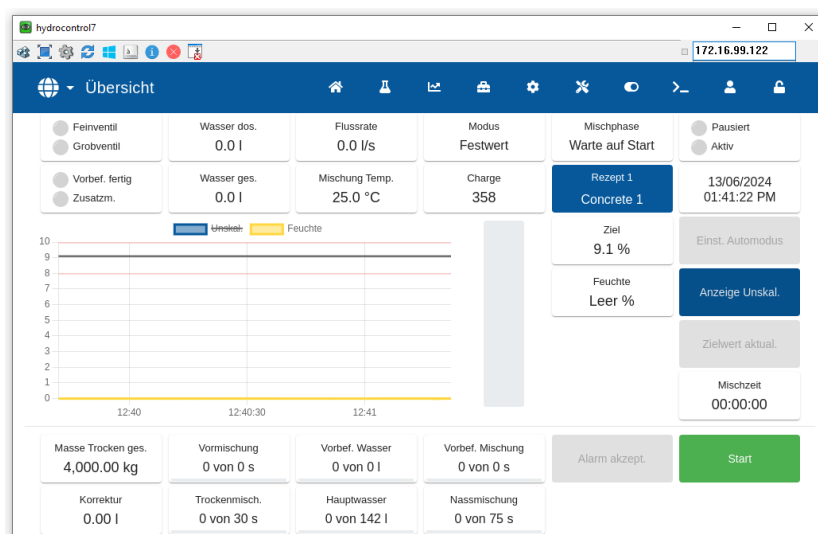 hydrocontrol7
172.16.99.122
Übersicht
Feinventil
Grobventil
Wasser dos.
0.0 l
Flussrate
0.0 l/s
Modus
Festwert
Mischphase
Warte auf Start
Pausiert
Aktiv
Vorbef. fertig
Zusatzm.
Wasser ges.
0.0 l
Mischung Temp.
25.0 °C
Charge
358
Rezept 1
Concrete 1
13/06/2024
01:41:22 PM
Unskal. Feuchte
10
9
8
7
6
5
4
3
2
1
0
12:40 12:40:30 12:41
Ziel
9.1 %
Einst. Automodus
Feuchte
Leer %
Anzeige Unskal.
Zielwert aktual.
Mischzeit
00:00:00
Masse Trocken ges.
4,000.00 kg
Vormischung
0 von 0 s
Vorbef. Wasser
0 von 0 l
Vorbef. Mischung
0 von 0 s
Alarm akzept.
Start
Korrektur
0.00 l
Trockenmisch.
0 von 30 s
Hauptwasser
0 von 142 l
Nassmischung
0 von 75 s